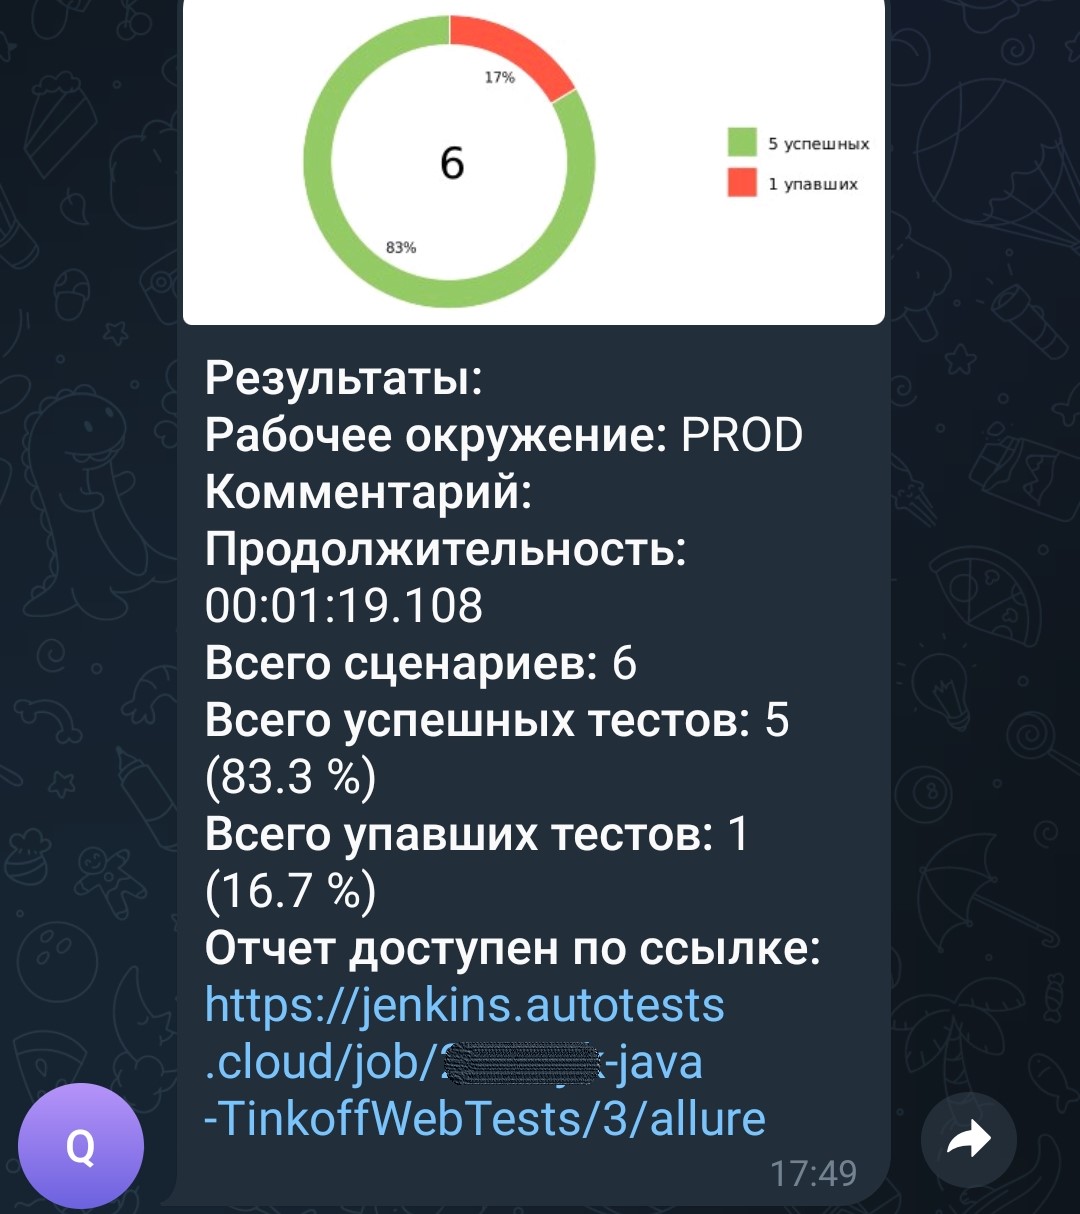 17%
6
83%
5 успешных
1 упавших
Результаты:
Рабочее окружение: PROD
Комментарий:
Продолжительность:
00:01:19.108
Всего сценариев: 6
Всего успешных тестов: 5
(83.3 %)
Всего упавших тестов: 1
(16.7 %)
Отчет доступен по ссылке:
https://jenkins.autotests
.cloud/job/ -java
-TinkoffWebTests/3/allure
Q
17:49